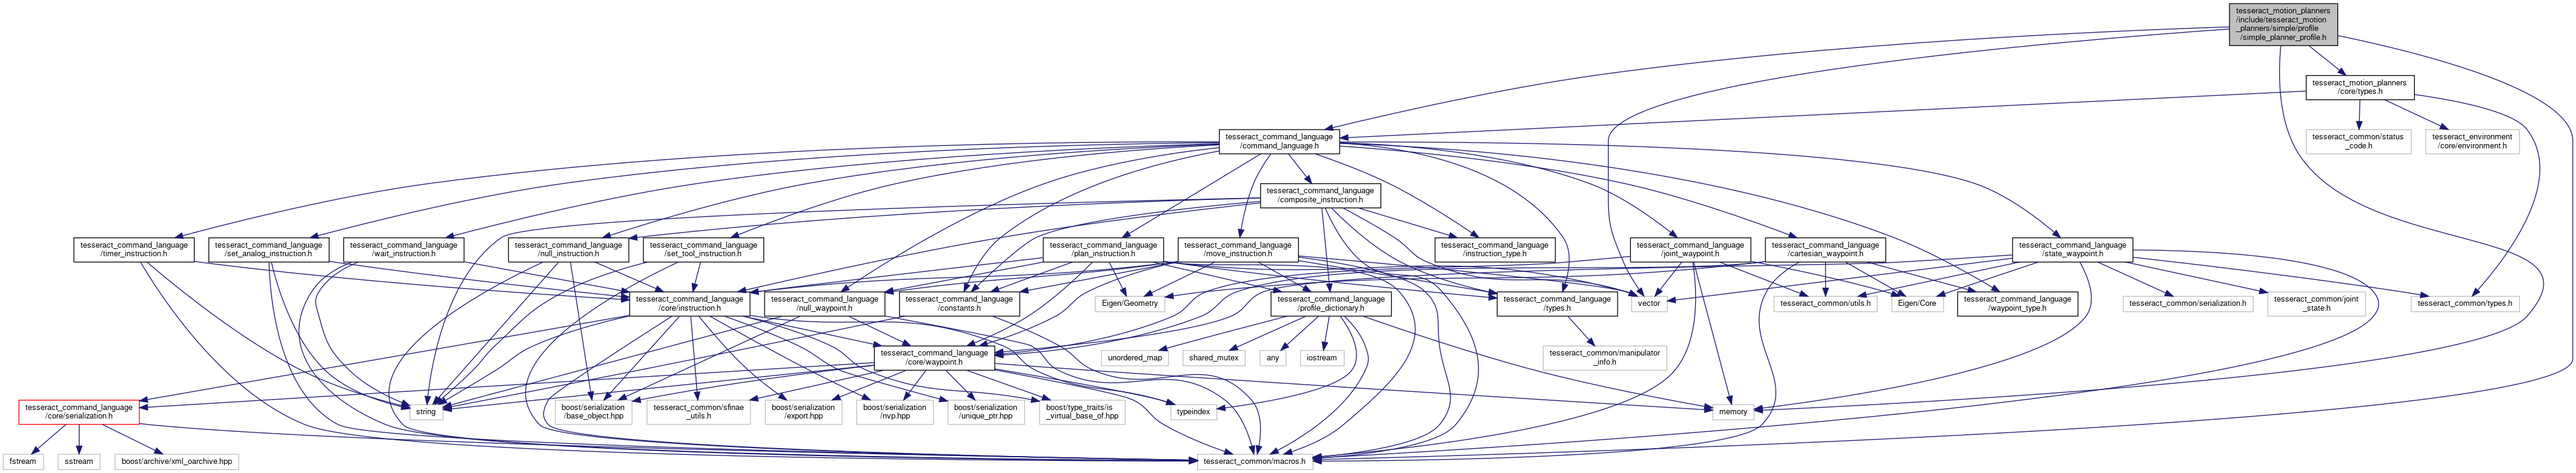 tesseract_motion_planners
/include/tesseract_motion
_planners/simple/profile
/simple_planner_profile.h
tesseract_motion_planners
/core/types.h
tesseract_command_language
/command_language.h
tesseract_common/status
_code.h
tesseract_environment
/core/environment.h
tesseract_command_language
/composite_instruction.h
tesseract_command_language
/timer_instruction.h
tesseract_command_language
/set_analog_instruction.h
tesseract_command_language
/wait_instruction.h
tesseract_command_language
/null_instruction.h
tesseract_command_language
/set_tool_instruction.h
tesseract_command_language
/plan_instruction.h
tesseract_command_language
/move_instruction.h
tesseract_command_language
/instruction_type.h
tesseract_command_language
/joint_waypoint.h
tesseract_command_language
/cartesian_waypoint.h
tesseract_command_language
/state_waypoint.h
tesseract_command_language
/core/instruction.h
tesseract_command_language
/null_waypoint.h
tesseract_command_language
/constants.h
Eigen/Geometry
tesseract_command_language
/profile_dictionary.h
tesseract_command_language
/types.h
vector
tesseract_common/utils.h
Eigen/Core
tesseract_command_language
/waypoint_type.h
tesseract_common/serialization.h
tesseract_common/joint
_state.h
tesseract_common/types.h
tesseract_command_language
/core/waypoint.h
unordered_map
shared_mutex
any
iostream
tesseract_common/manipulator
_info.h
tesseract_command_language
/core/serialization.h
string
boost/serialization
/base_object.hpp
tesseract_common/sfinae
_utils.h
boost/serialization
/export.hpp
boost/serialization
/nvp.hpp
boost/serialization
/unique_ptr.hpp
boost/type_traits/is
_virtual_base_of.hpp
typeindex
memory
fstream
sstream
boost/archive/xml_oarchive.hpp
tesseract_common/macros.h